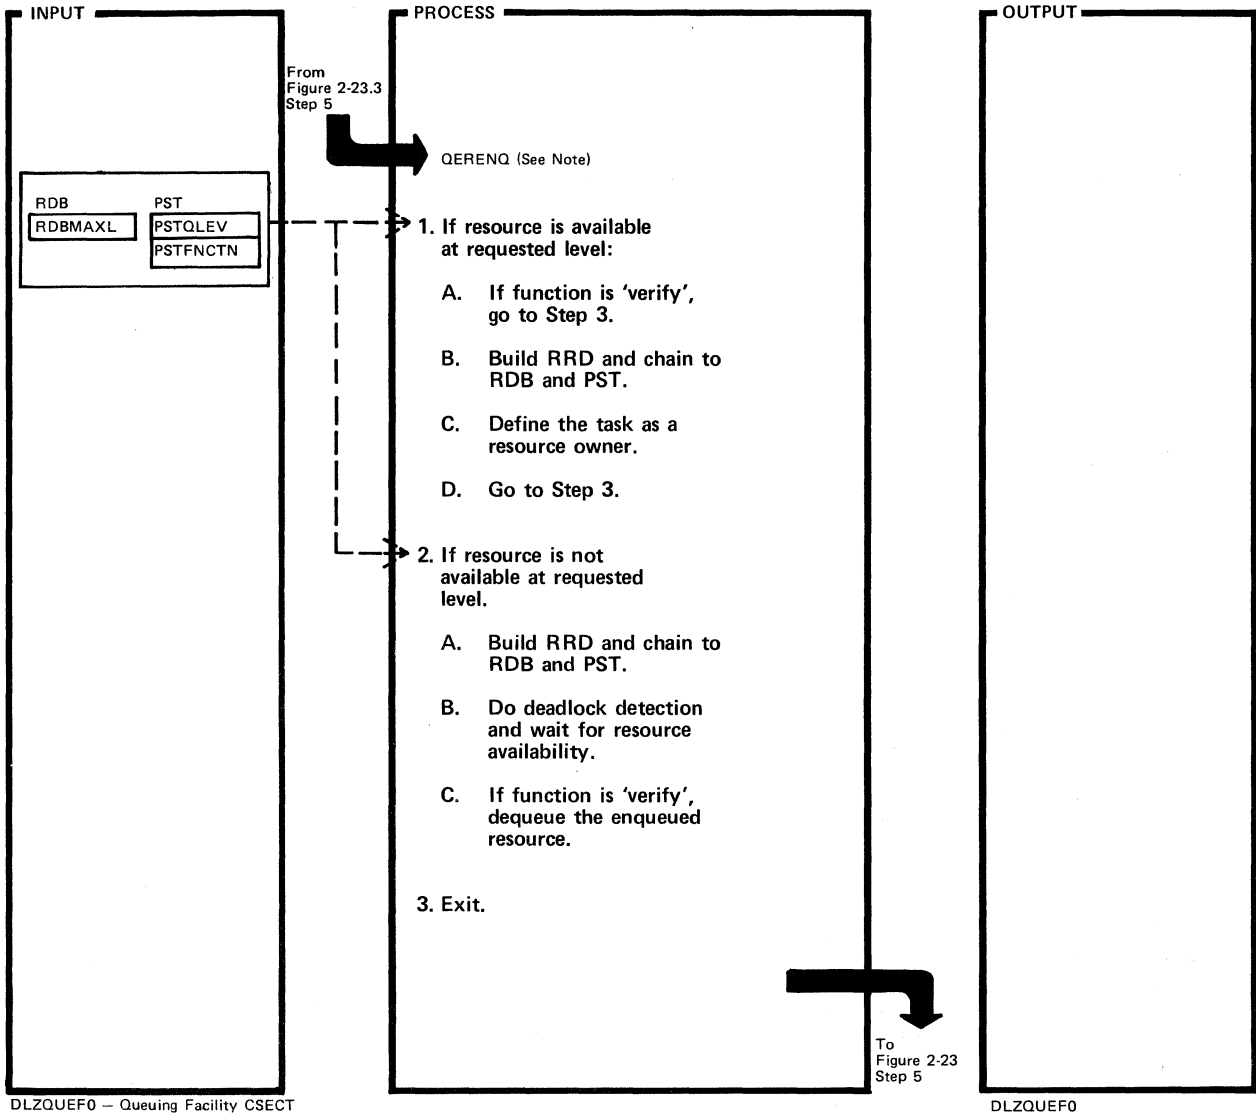 INPUT
PROCESS
OUTPUT
From
Figure 2-23.3
Step 5
QERENQ (See Note)
RDB
PST
RDBMAXL
PSTQLEV
PSTFNCTN
1. If resource is available
at requested level:
A. If function is ‘verify’,
go to Step 3.
B. Build RRD and chain to
RDB and PST.
C. Define the task as a
resource owner.
D. Go to Step 3.
2. If resource is not
available at requested
level.
A. Build RRD and chain to
RDB and PST.
B. Do deadlock detection
and wait for resource
availability.
C. If function is ‘verify’,
dequeue the enqueued
resource.
3. Exit.
To
Figure 2-23
Step 5
DLZQUEF0 — Queuing Facility CSECT
DLZQUEF0